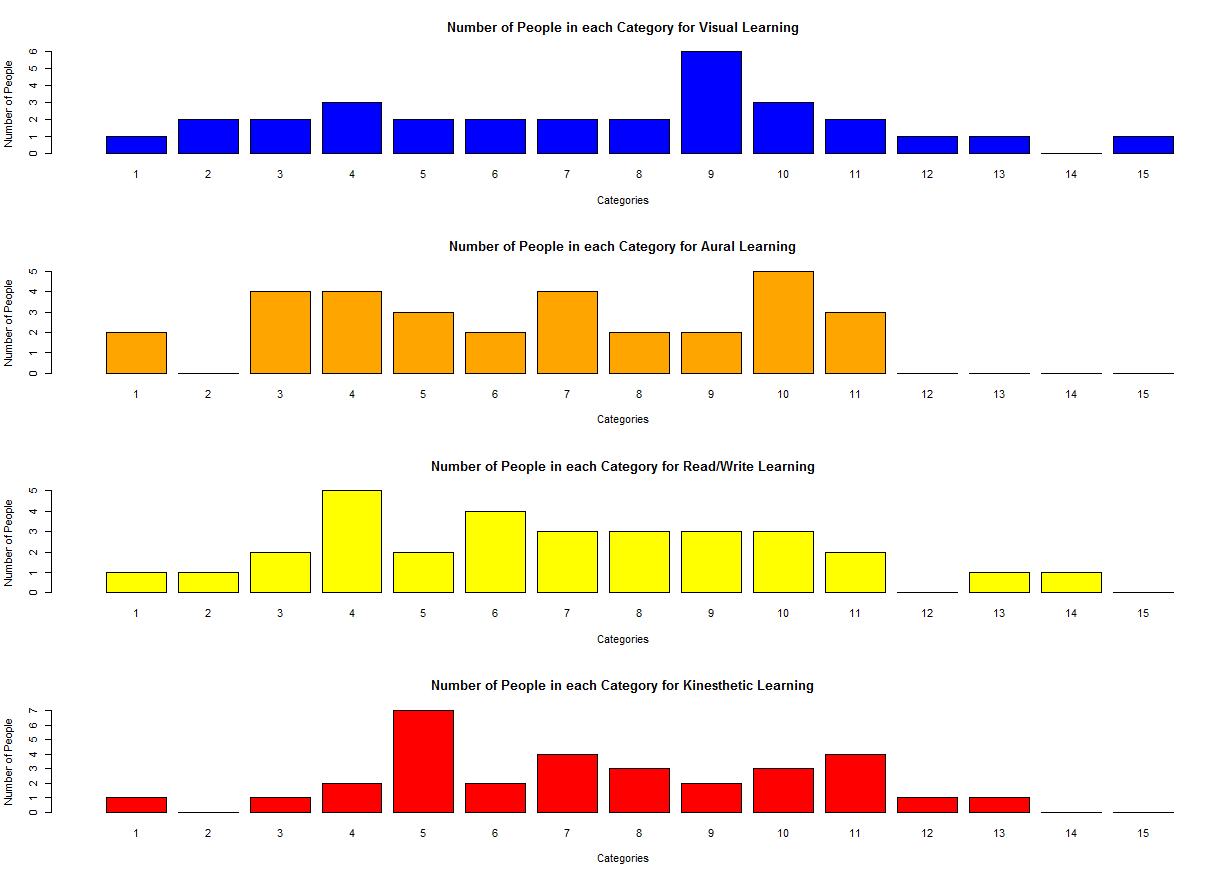 Number of People in each Category for Visual Learning
Number of People
6
5
4
3
2
1
0
1 2 3 4 5 6 7 8 9 10 11 12 13 14 15
Categories
Number of People in each Category for Aural Learning
Number of People
5
4
3
2
1
0
1 2 3 4 5 6 7 8 9 10 11 12 13 14 15
Categories
Number of People in each Category for Read/Write Learning
Number of People
5
4
3
2
1
0
1 2 3 4 5 6 7 8 9 10 11 12 13 14 15
Categories
Number of People in each Category for Kinesthetic Learning
Number of People
7
6
5
4
3
2
1
0
1 2 3 4 5 6 7 8 9 10 11 12 13 14 15
Categories